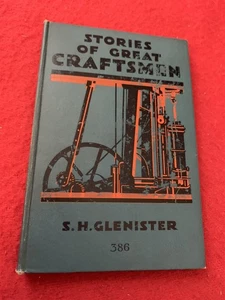 STORIES
OF GREAT
CRAFTSMEN
S.H.GLENISTER
386